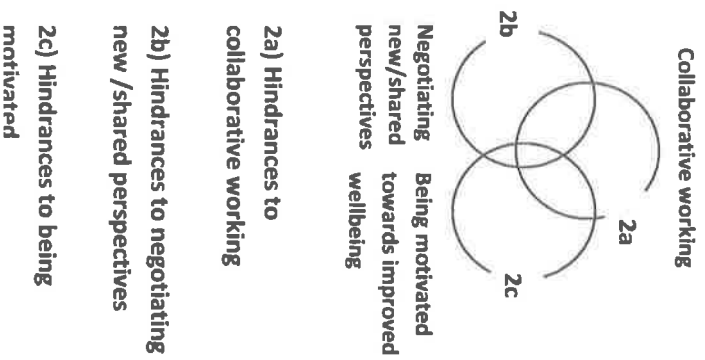 Collaborative working
2a
2b
2c
Negotiating
new/shared
perspectives
Being motivated
towards improved
wellbeing
2a) Hindrances to
collaborative working
2b) Hindrances to negotiating
new /shared perspectives
2c) Hindrances to being
motivated